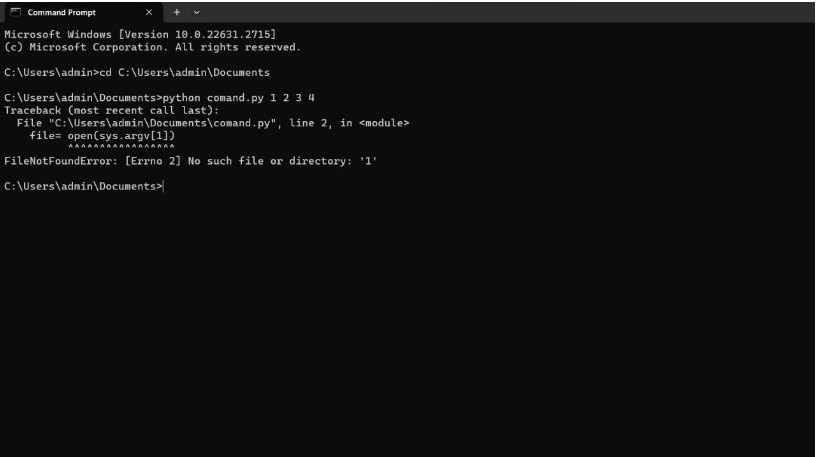 Command Prompt
Microsoft Windows [Version 10.0.22631.2715]
(c) Microsoft Corporation. All rights reserved.
C:\Users\admin>cd C:\Users\admin\Documents
C:\Users\admin\Documents>python comand.py 1 2 3 4
Traceback (most recent call last):
  File "C:\Users\admin\Documents\comand.py", line 2, in <module>
    file= open(sys.argv[1])
          ^^^^^^^^^^^^^^^^^
FileNotFoundError: [Errno 2] No such file or directory: '1'
C:\Users\admin\Documents>